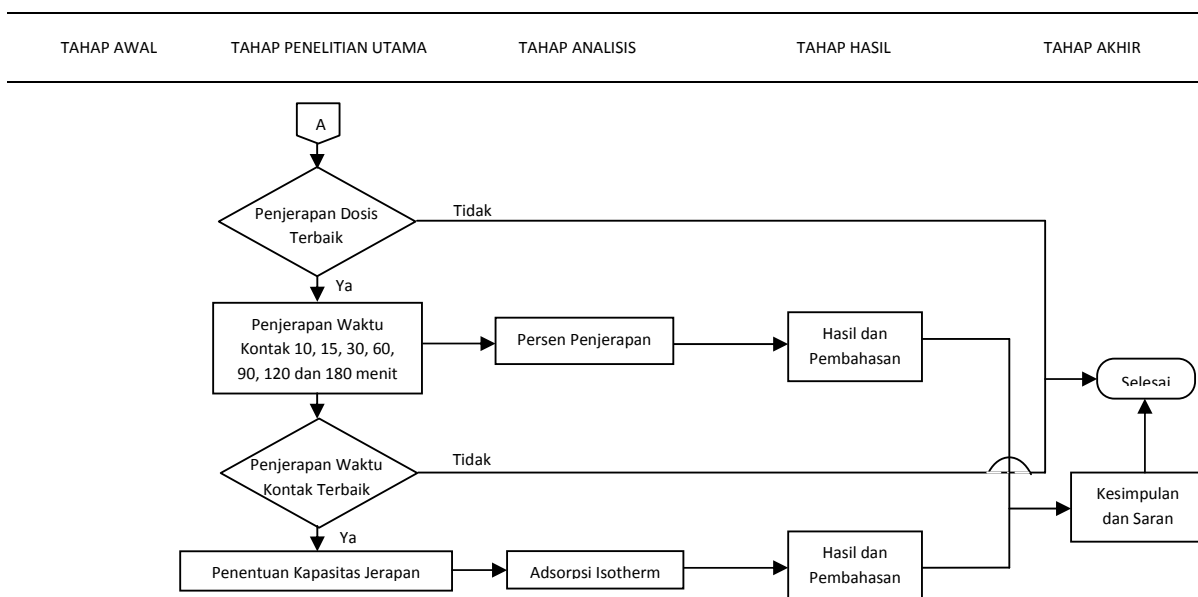 TAHAP AWAL
TAHAP PENELITIAN UTAMA
TAHAP ANALISIS
TAHAP HASIL
TAHAP AKHIR
A
Penjerapan Dosis
Terbaik
Tidak
Ya
Penjerapan Waktu
Kontak 10, 15, 30, 60,
90, 120 dan 180 menit
Persen Penjerapan
Hasil dan
Pembahasan
Selesai
Penjerapan Waktu
Kontak Terbaik
Tidak
Kesimpulan
dan Saran
Ya
Penentuan Kapasitas Jerapan
Adsorpsi Isotherm
Hasil dan
Pembahasan